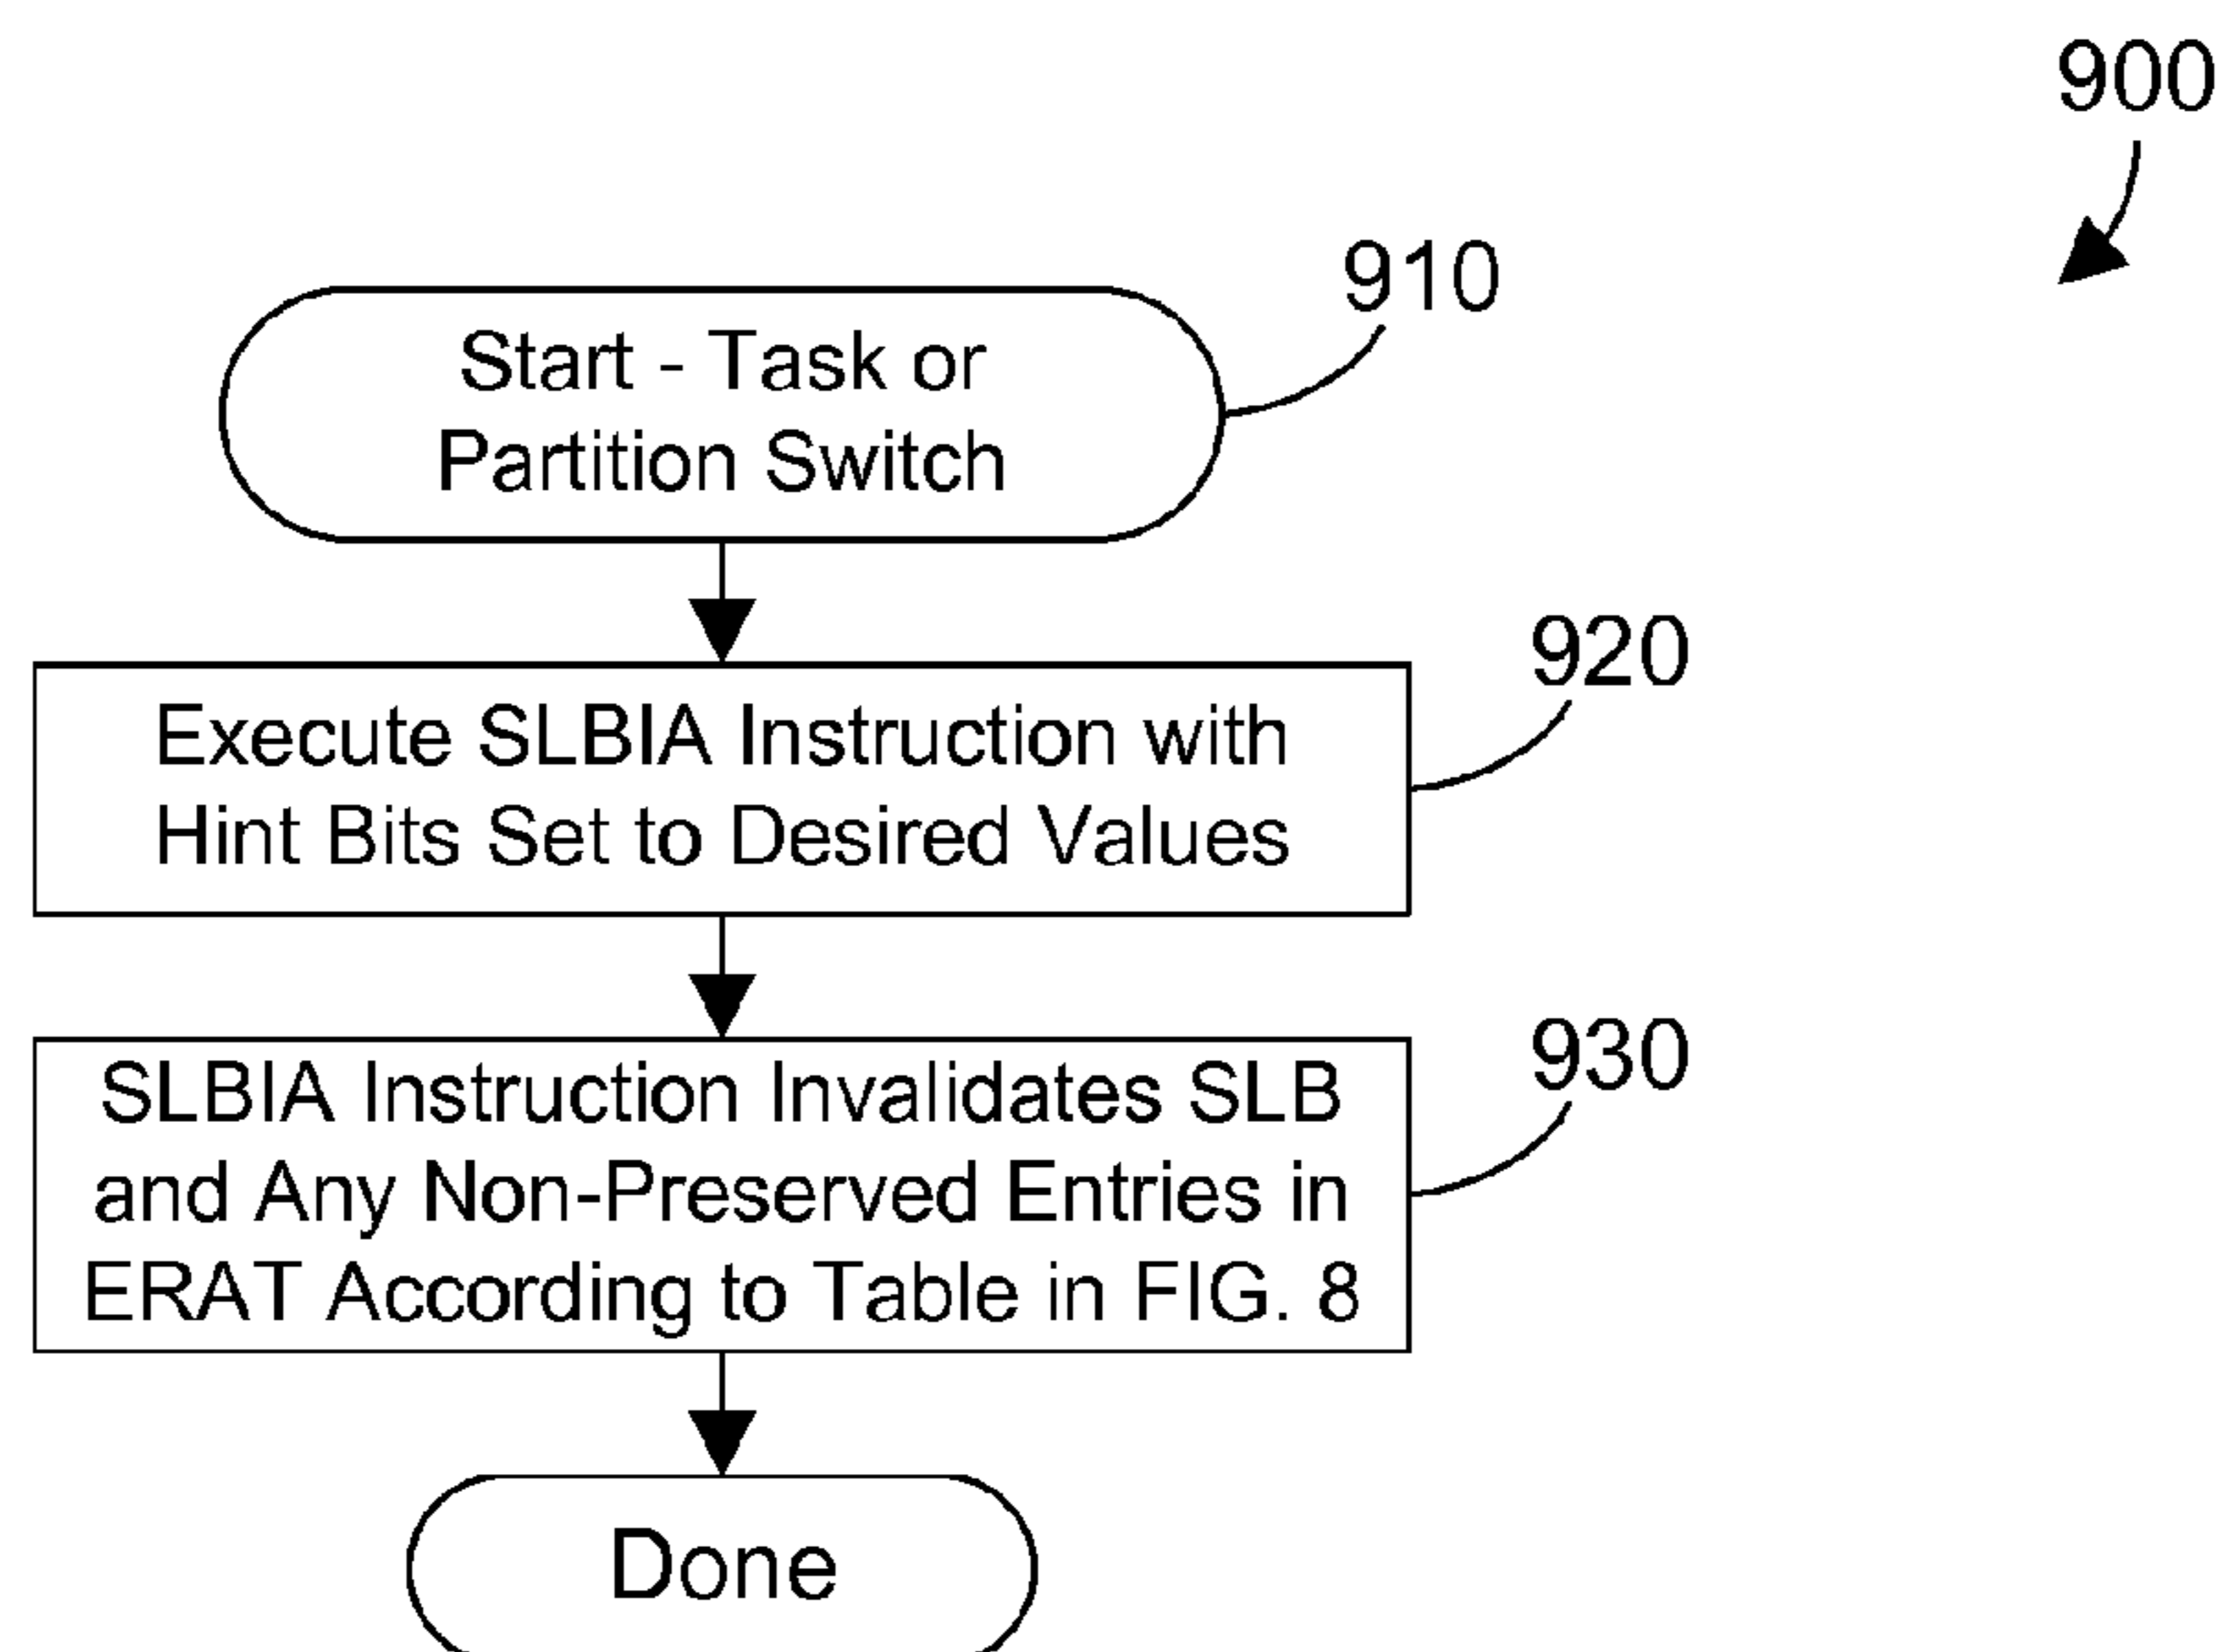 900
910
Start - Task or
Partition Switch
920
Execute SLBIA Instruction with
Hint Bits Set to Desired Values
930
SLBIA Instruction Invalidates SLB
and Any Non-Preserved Entries in
ERAT According to Table in FIG. 8
Done